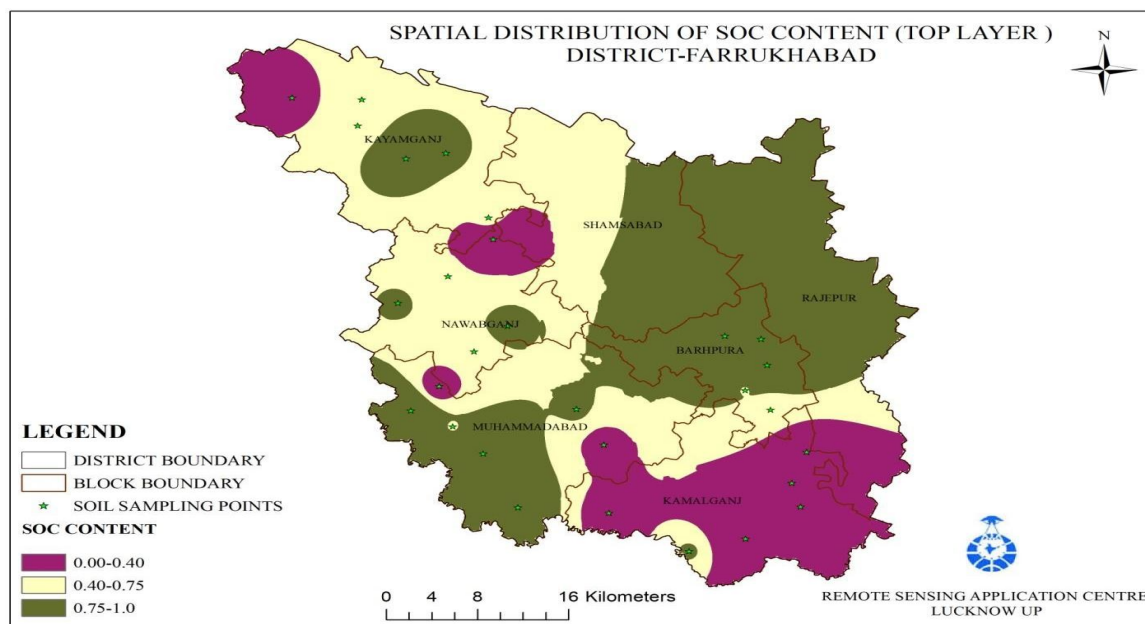 SPATIAL DISTRIBUTION OF SOC CONTENT (TOP LAYER )
DISTRICT-FARRUKHABAD
N
KAYAMGANJ
SHAMSABAD
RAJEPUR
NAWABGANJ
BARHPURA
MUHAMMADABAD
KAMALGANJ
LEGEND
DISTRICT BOUNDARY
BLOCK BOUNDARY
SOIL SAMPLING POINTS
SOC CONTENT
0.00-0.40
0.40-0.75
0.75-1.0
0 4 8 16 Kilometers
REMOTE SENSING APPLICATION CENTRE
LUCKNOW UP